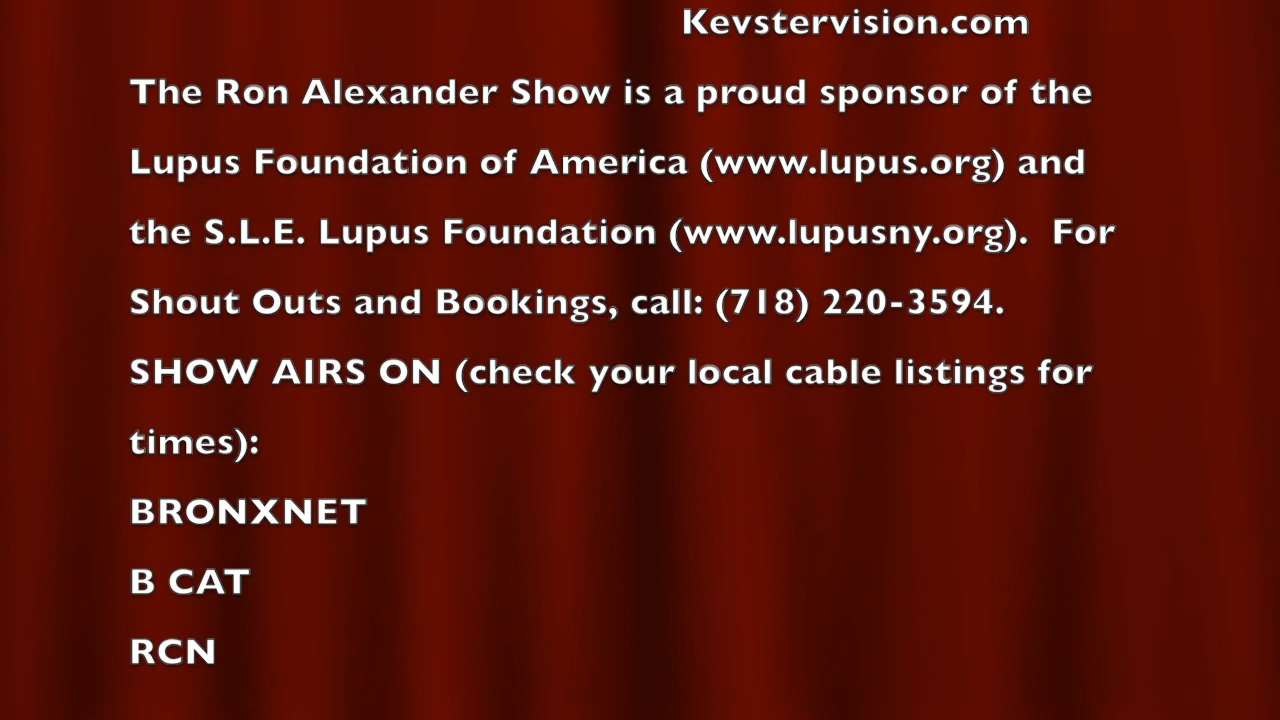 Kevstervision.com
The Ron Alexander Show is a proud sponsor of the
Lupus Foundation of America (www.lupus.org) and
the S.L.E. Lupus Foundation (www.lupusny.org).  For
Shout Outs and Bookings, call: (718) 220-3594.
SHOW AIRS ON (check your local cable listings for
times):
BRONXNET
B CAT
RCN